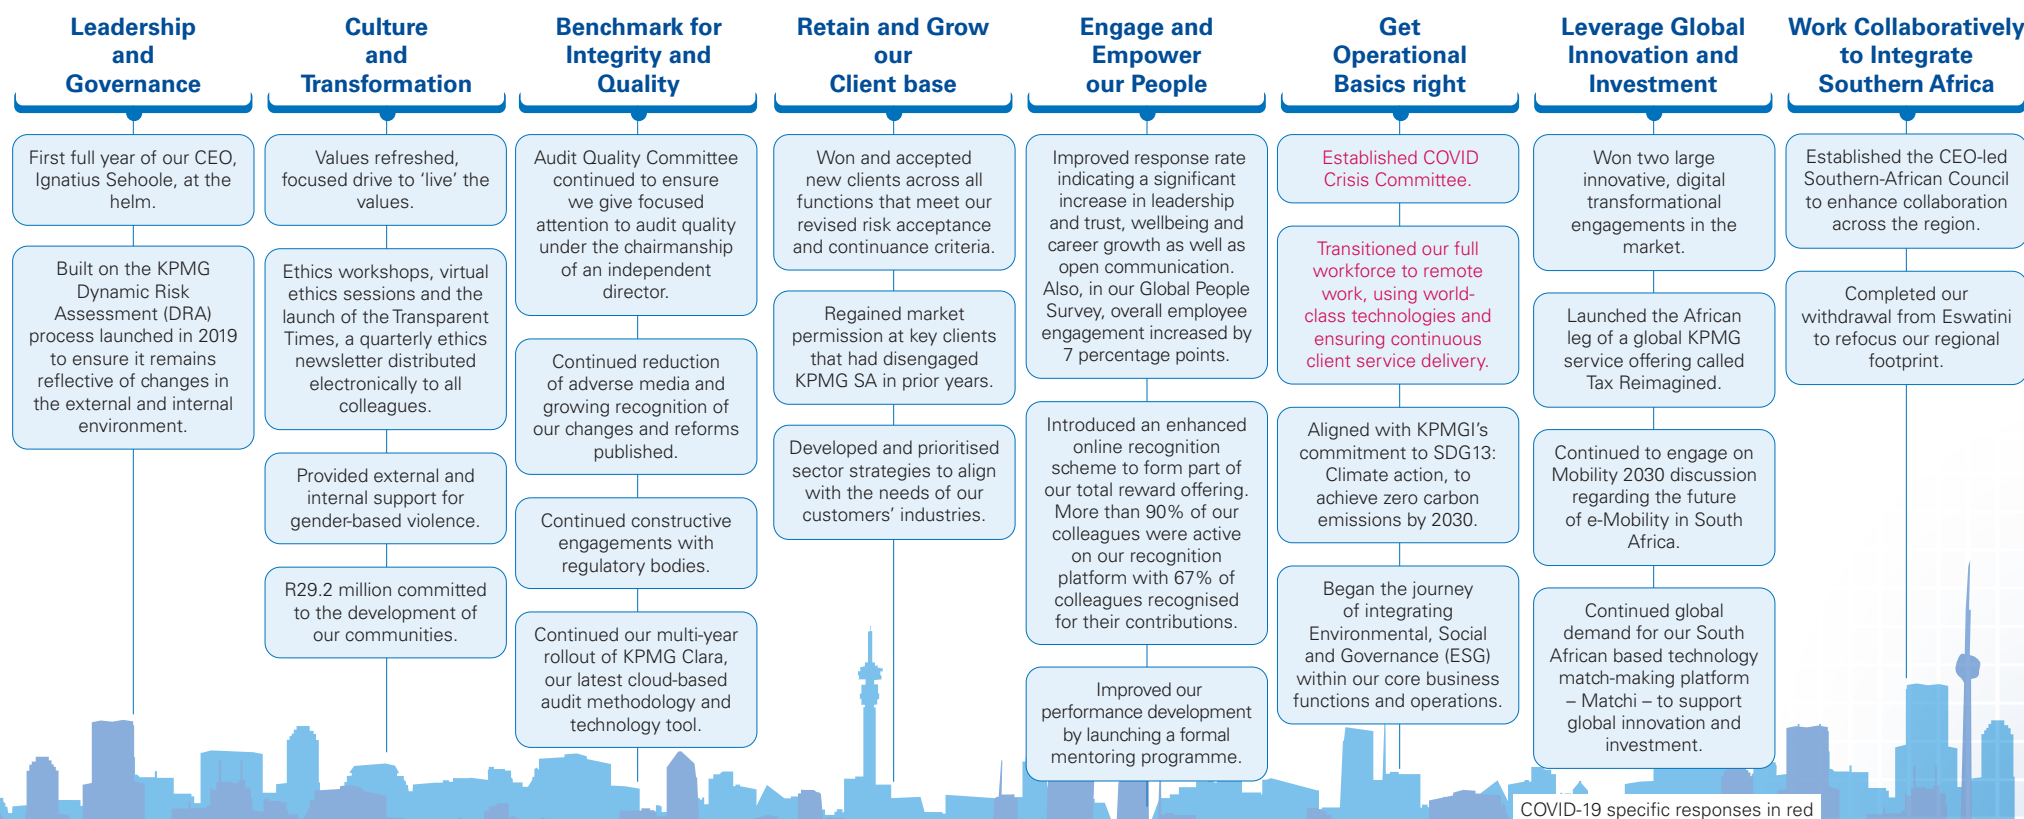 Leadership
and
Governance
First full year of our CEO,
Ignatius Sehoole, at the
helm.
Built on the KPMG
Dynamic Risk
Assessment (DRA)
process launched in 2019
to ensure it remains
reflective of changes in
the external and internal
environment.
Culture
and
Transformation
Values refreshed,
focused drive to ‘live’ the
values.
Ethics workshops, virtual
ethics sessions and the
launch of the Transparent
Times, a quarterly ethics
newsletter distributed
electronically to all
colleagues.
Provided external and
internal support for
gender-based violence.
R29.2 million committed
to the development of
our communities.
Benchmark for
Integrity and
Quality
Audit Quality Committee
continued to ensure
we give focused
attention to audit quality
under the chairmanship
of an independent
director.
Continued reduction
of adverse media and
growing recognition of
our changes and reforms
published.
Continued constructive
engagements with
regulatory bodies.
Continued our multi-year
rollout of KPMG Clara,
our latest cloud-based
audit methodology and
technology tool.
Retain and Grow
our
Client base
Won and accepted
new clients across all
functions that meet our
revised risk acceptance
and continuance criteria.
Regained market
permission at key clients
that had disengaged
KPMG SA in prior years.
Developed and prioritised
sector strategies to align
with the needs of our
customers’ industries.
Engage and
Empower
our People
Improved response rate
indicating a significant
increase in leadership
and trust, wellbeing and
career growth as well as
open communication.
Also, in our Global People
Survey, overall employee
engagement increased by
7 percentage points.
Introduced an enhanced
online recognition
scheme to form part of
our total reward offering.
More than 90% of our
colleagues were active
on our recognition
platform with 67% of
colleagues recognised
for their contributions.
Improved our
performance development
by launching a formal
mentoring programme.
Get
Operational
Basics right
Established COVID
Crisis Committee.
Transitioned our full
workforce to remote
work, using world-
class technologies and
ensuring continuous
client service delivery.
Aligned with KPMGI’s
commitment to SDG13:
Climate action, to
achieve zero carbon
emissions by 2030.
Began the journey
of integrating
Environmental, Social
and Governance (ESG)
within our core business
functions and operations.
Leverage Global
Innovation and
Investment
Won two large
innovative, digital
transformational
engagements in the
market.
Launched the African
leg of a global KPMG
service offering called
Tax Reimagined.
Continued to engage on
Mobility 2030 discussion
regarding the future
of e-Mobility in South
Africa.
Continued global
demand for our South
African based technology
match-making platform
– Matchi – to support
global innovation and
investment.
Work Collaboratively
to Integrate
Southern Africa
Established the CEO-led
Southern-African Council
to enhance collaboration
across the region.
Completed our
withdrawal from Eswatini
to refocus our regional
footprint.
COVID-19 specific responses in red